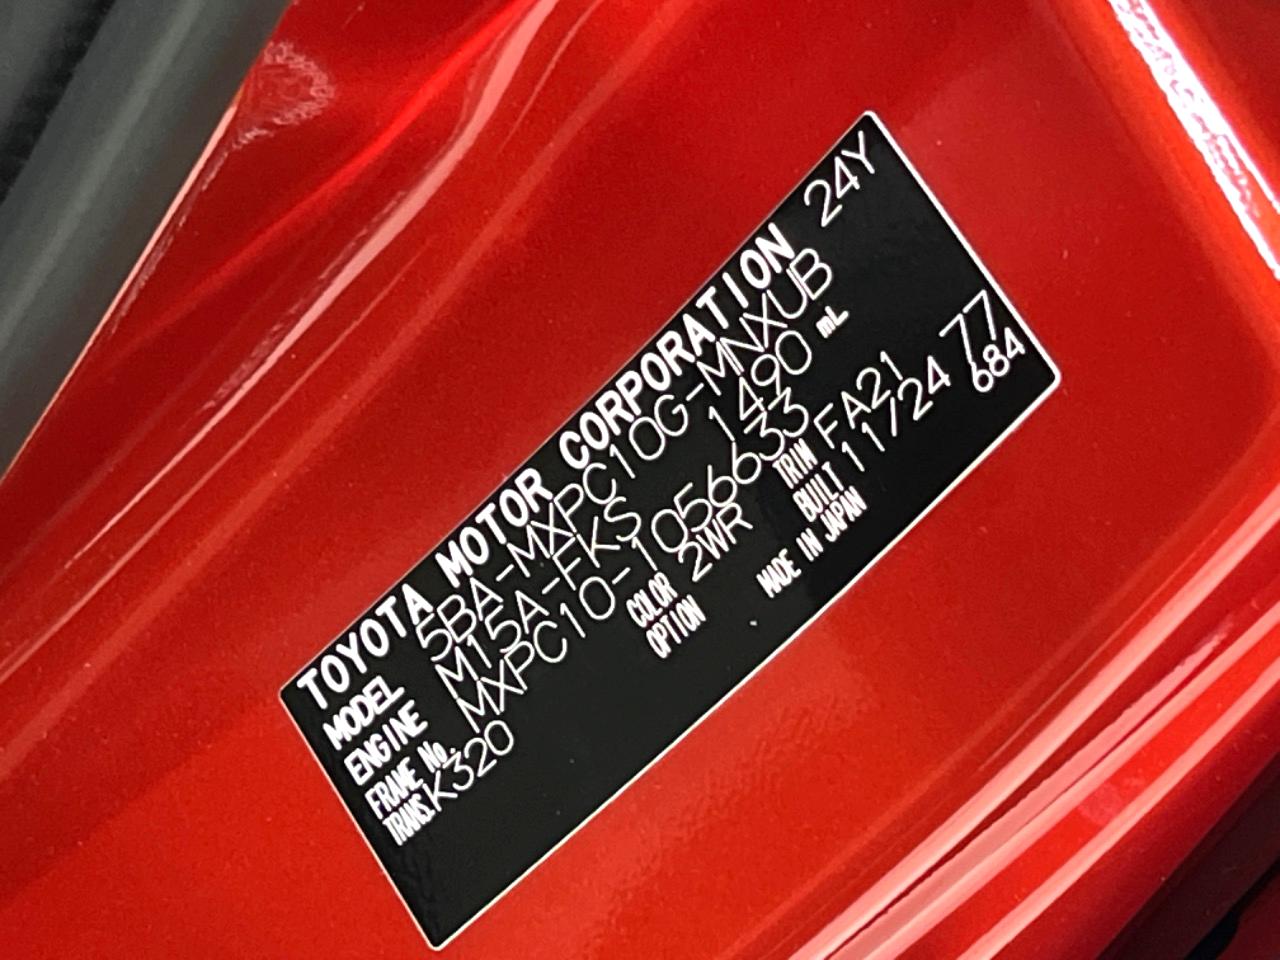 TOYOTA MOTOR CORPORATION 24Y
MODEL 5BA-MXPC10G-MNXUB
ENGINE M15A-FKS 1490 mL
FRAME No. MXPC10-1056633
TRANS. K320 COLOR 2WR TRIM FA21 77
OPTION BUILT 11/24 684
MADE IN JAPAN